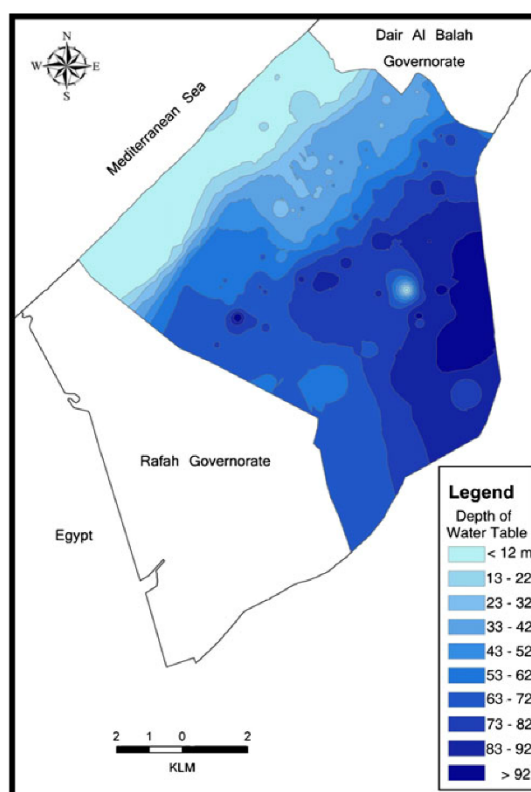 Dair Al Balah
Governorate
N
W E
S
Mediterranean Sea
Rafah Governorate
Egypt
Legend
Depth of
Water Table
< 12 m
13 - 22
23 - 32
33 - 42
43 - 52
53 - 62
63 - 72
73 - 82
83 - 92
> 92
2 1 0 2
KLM